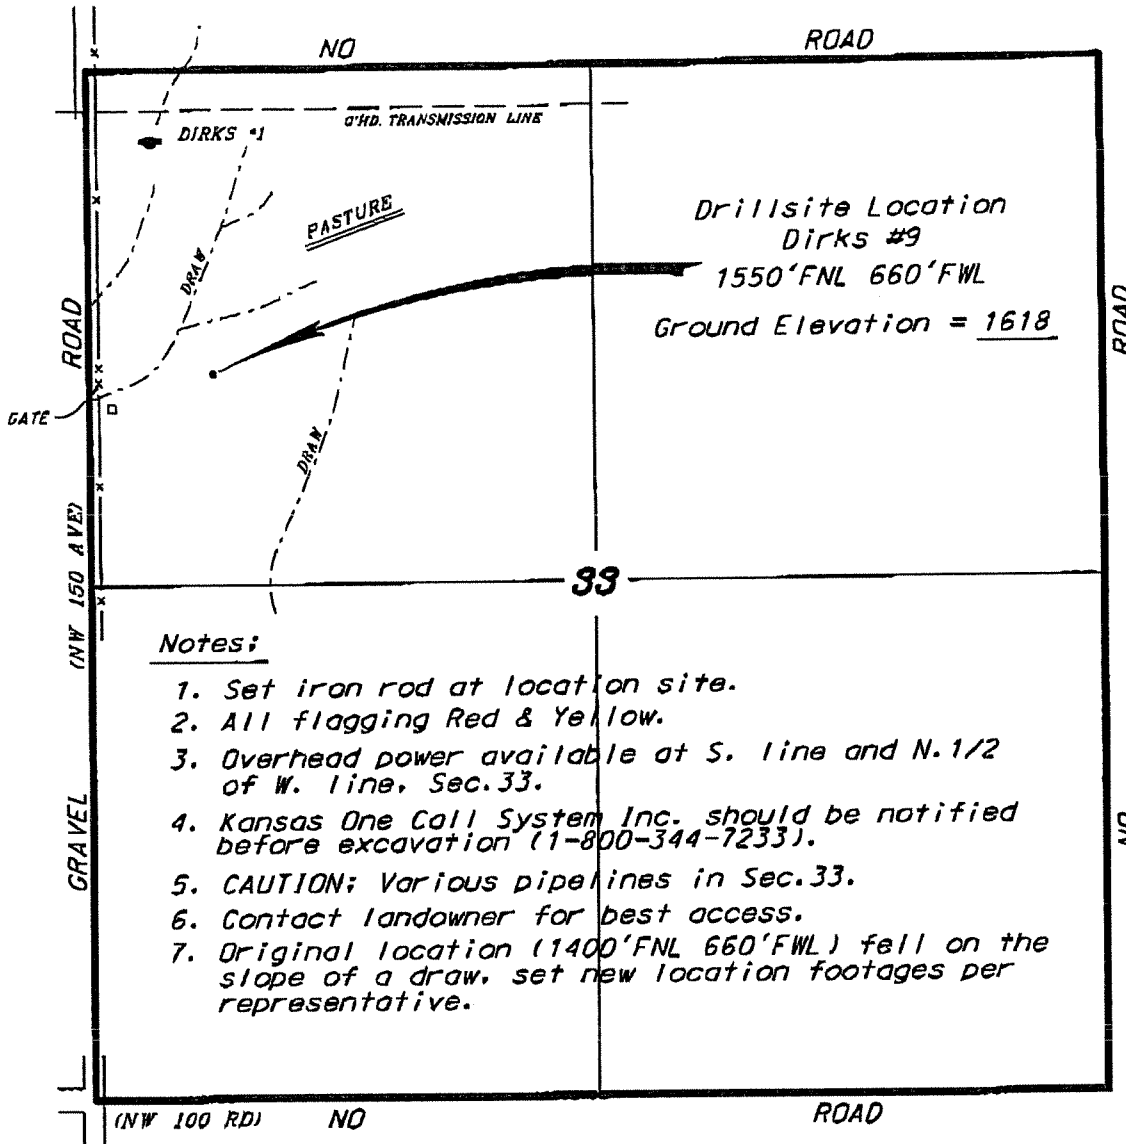 NO ROAD
O'HD. TRANSMISSION LINE
DIRKS 1
PASTURE
DRAW
DRAW
Drillsite Location
Dirks #9
1550'FNL 660'FWL
Ground Elevation = 1618
ROAD
GATE
(NW 150 AVE)
GRAVEL
ROAD
NO
33
Notes:
1. Set iron rod at location site.
2. All flagging Red & Yellow.
3. Overhead power available at S. line and N.1/2
of W. line, Sec.33.
4. Kansas One Call System Inc. should be notified
before excavation (1-800-344-7233).
5. CAUTION: Various pipelines in Sec.33.
6. Contact landowner for best access.
7. Original location (1400'FNL 660'FWL) fell on the
slope of a draw, set new location footages per
representative.
(NW 100 RD) NO ROAD